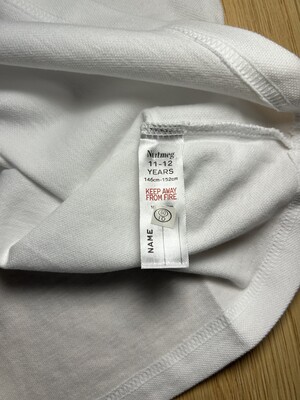 Nutmeg
11-12
YEARS
146cm-152cm
KEEP AWAY
FROM FIRE
NAME